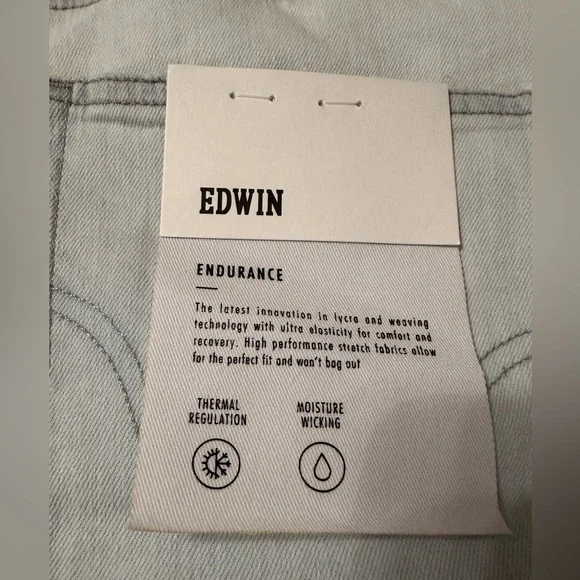 EDWIN
ENDURANCE
The latest innovation in lycra and weaving
technology with ultra elasticity for comfort and
recovery. High performance stretch fabrics allow
for the perfect fit and won't bag out
THERMAL MOISTURE
REGULATION WICKING